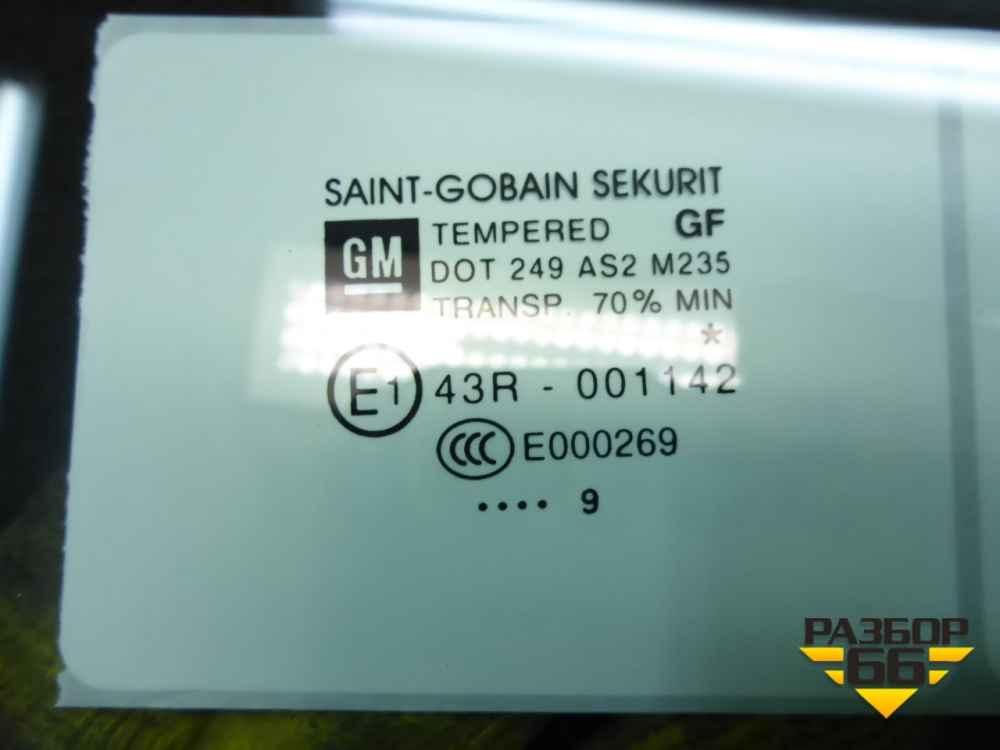 SAINT-GOBAIN SEKURIT
GM TEMPERED GF
DOT 249 AS2 M235
TRANSP. 70% MIN
*
E1 43R - 001142
CCC E000269
.... 9
РАЗБОР
66